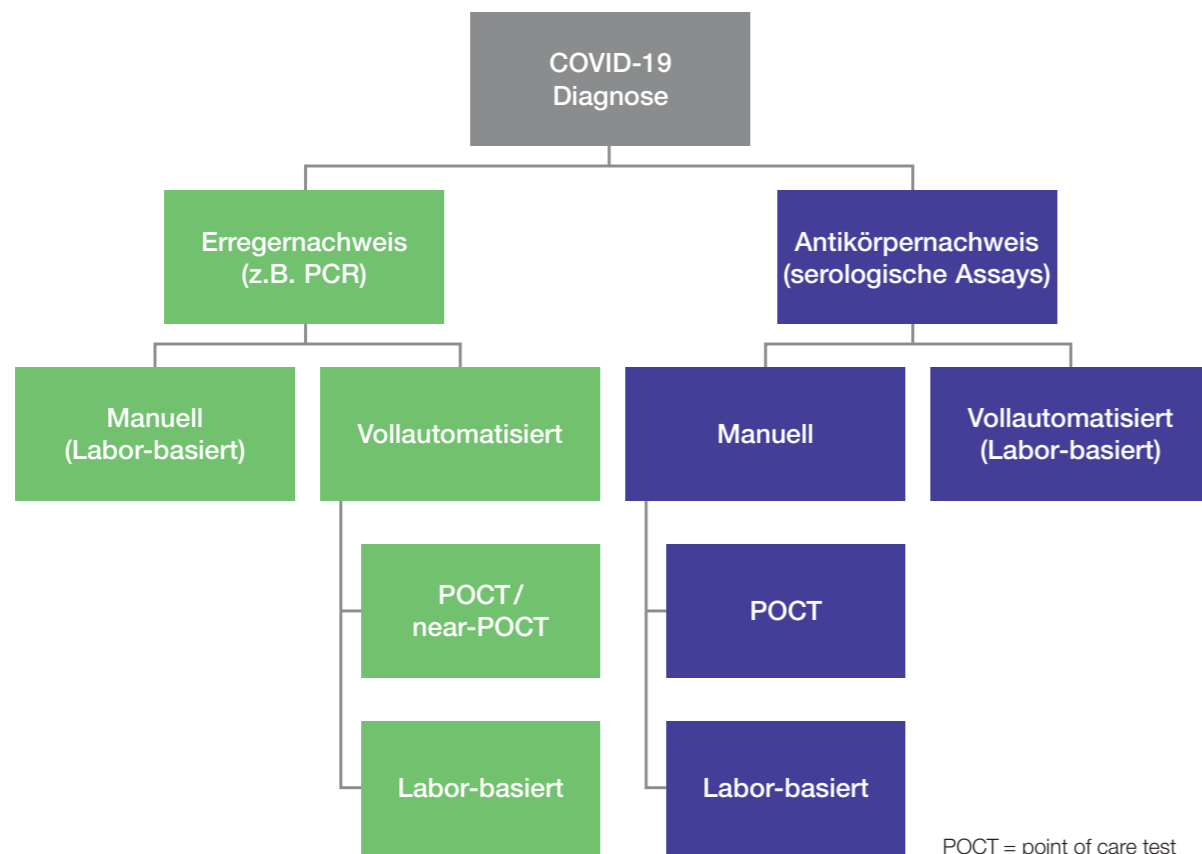 COVID-19
Diagnose
Erregernachweis
(z.B. PCR)
Antikörpernachweis
(serologische Assays)
Manuell
(Labor-basiert)
Vollautomatisiert
Manuell
Vollautomatisiert
(Labor-basiert)
POCT /
near-POCT
POCT
Labor-basiert
Labor-basiert
POCT = point of care test